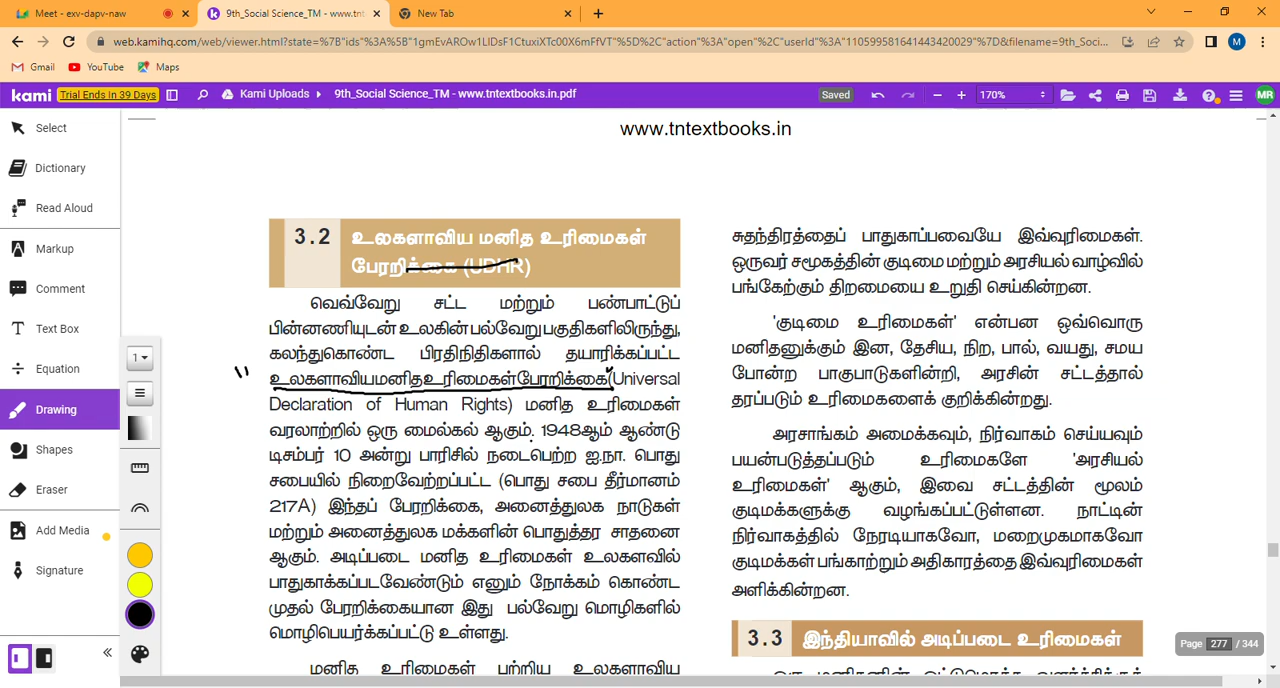 Meet - exv-dapv-naw
9th_Social Science_TM - www.tnt
New Tab
web.kamihq.com/web/viewer.html?state=%7B"ids"%3A%5B"1gmEvAROw1LIDsF1CtuxiXTc00X6mFfVT"%5D%2C"action"%3A"open"%2C"userId"%3A"110599581641443420029"%7D&filename=9th_Soci...
Gmail
YouTube
Maps
kami
Trial Ends In 39 Days
Kami Uploads
9th_Social Science_TM - www.tntextbooks.in.pdf
Saved
170%
MR
Select
Dictionary
Read Aloud
Markup
Comment
Text Box
Equation
Drawing
Shapes
Eraser
Add Media
Signature
1
www.tntextbooks.in
3.2 உலகளாவிய மனித உரிமைகள்
பேரறிக்கை (UDHR)
வெவ்வேறு சட்ட மற்றும் பண்பாட்டுப்
பின்னணியுடன் உலகின் பல்வேறு பகுதிகளிலிருந்து,
கலந்துகொண்ட பிரதிநிதிகளால் தயாரிக்கப்பட்ட
உலகளாவிய மனித உரிமைகள் பேரறிக்கை (Universal
Declaration of Human Rights) மனித உரிமைகள்
வரலாற்றில் ஒரு மைல்கல் ஆகும். 1948ஆம் ஆண்டு
டிசம்பர் 10 அன்று பாரிசில் நடைபெற்ற ஐ.நா. பொது
சபையில் நிறைவேற்றப்பட்ட (பொது சபை தீர்மானம்
217A) இந்தப் பேரறிக்கை, அனைத்துலக நாடுகள்
மற்றும் அனைத்துலக மக்களின் பொதுத்தர சாதனை
ஆகும். அடிப்படை மனித உரிமைகள் உலகளவில்
பாதுகாக்கப்படவேண்டும் எனும் நோக்கம் கொண்ட
முதல் பேரறிக்கையான இது பல்வேறு மொழிகளில்
மொழிபெயர்க்கப்பட்டு உள்ளது.
மனித உரிமைகள் பற்றிய உலகளாவிய
சுதந்திரத்தைப் பாதுகாப்பவையே இவ்வுரிமைகள்.
ஒருவர் சமூகத்தின் குடிமை மற்றும் அரசியல் வாழ்வில்
பங்கேற்கும் திறமையை உறுதி செய்கின்றன.
'குடிமை உரிமைகள்' என்பன ஒவ்வொரு
மனிதனுக்கும் இன, தேசிய, நிற, பால், வயது, சமய
போன்ற பாகுபாடுகளின்றி, அரசின் சட்டத்தால்
தரப்படும் உரிமைகளைக் குறிக்கின்றது.
அரசாங்கம் அமைக்கவும், நிர்வாகம் செய்யவும்
பயன்படுத்தப்படும் உரிமைகளே 'அரசியல்
உரிமைகள்' ஆகும், இவை சட்டத்தின் மூலம்
குடிமக்களுக்கு வழங்கப்பட்டுள்ளன. நாட்டின்
நிர்வாகத்தில் நேரடியாகவோ, மறைமுகமாகவோ
குடிமக்கள் பங்காற்றும் அதிகாரத்தை இவ்வுரிமைகள்
அளிக்கின்றன.
3.3 இந்தியாவில் அடிப்படை உரிமைகள்
Page 277 / 344